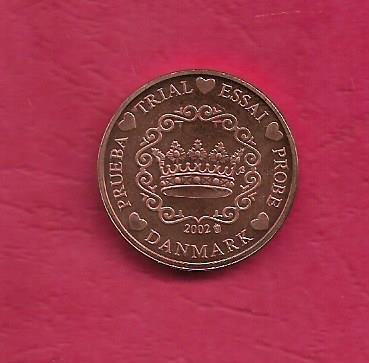 PRUEBA TRIAL ESSAI PROBE
DANMARK
2002